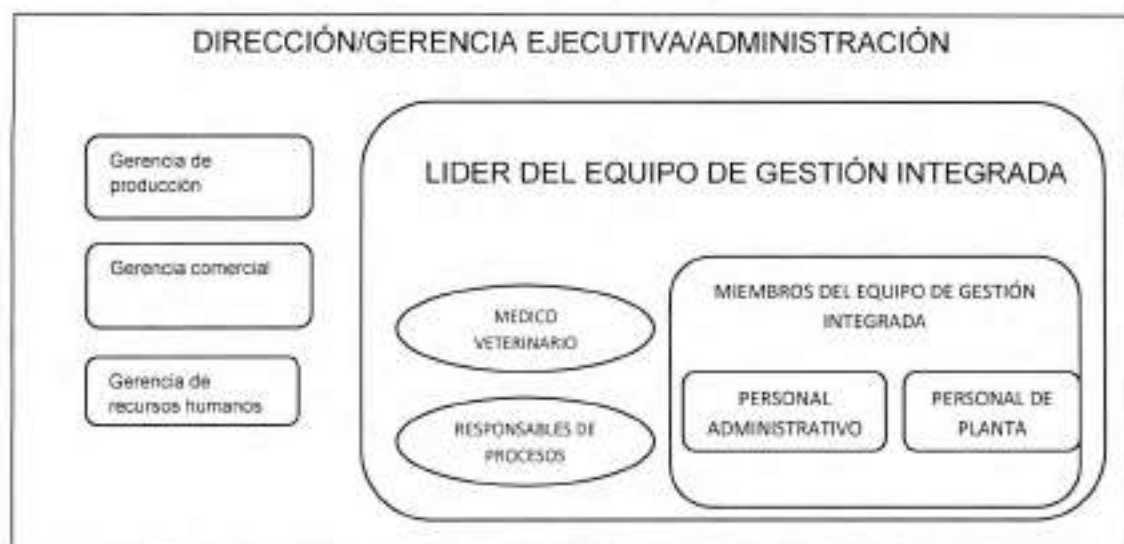 DIRECCIÓN/GERENCIA EJECUTIVA/ADMINISTRACIÓN
Gerencia de
producción
Gerencia comercial
Gerencia de
recursos humanos
LIDER DEL EQUIPO DE GESTIÓN INTEGRADA
MEDICO
VETERINARIO
RESPONSABLES DE
PROCESOS
MIEMBROS DEL EQUIPO DE GESTIÓN
INTEGRADA
PERSONAL
ADMINISTRATIVO
PERSONAL DE
PLANTA